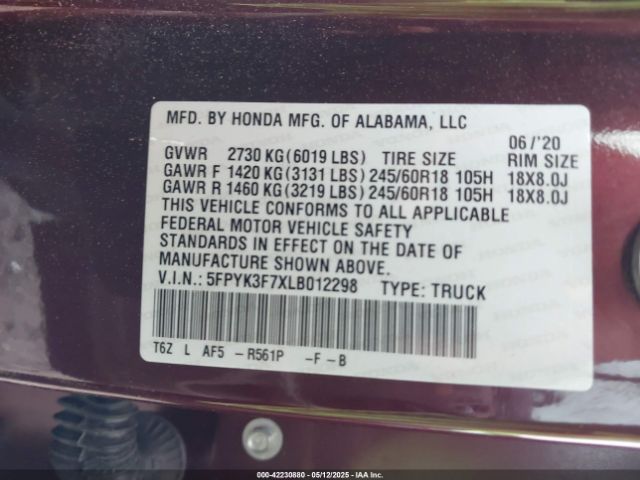 MFD. BY HONDA MFG. OF ALABAMA, LLC
06/'20
GVWR 2730 KG(6019 LBS) TIRE SIZE RIM SIZE
GAWR F 1420 KG(3131 LBS) 245/60R18 105H 18X8.0J
GAWR R 1460 KG(3219 LBS) 245/60R18 105H 18X8.0J
THIS VEHICLE CONFORMS TO ALL APPLICABLE
FEDERAL MOTOR VEHICLE SAFETY
STANDARDS IN EFFECT ON THE DATE OF
MANUFACTURE SHOWN ABOVE.
V.I.N.: 5FPYK3F7XLB012298 TYPE: TRUCK
T6Z L AF5 -R561P -F-B
000-42230880 - 05/12/2025 - IAA Inc.